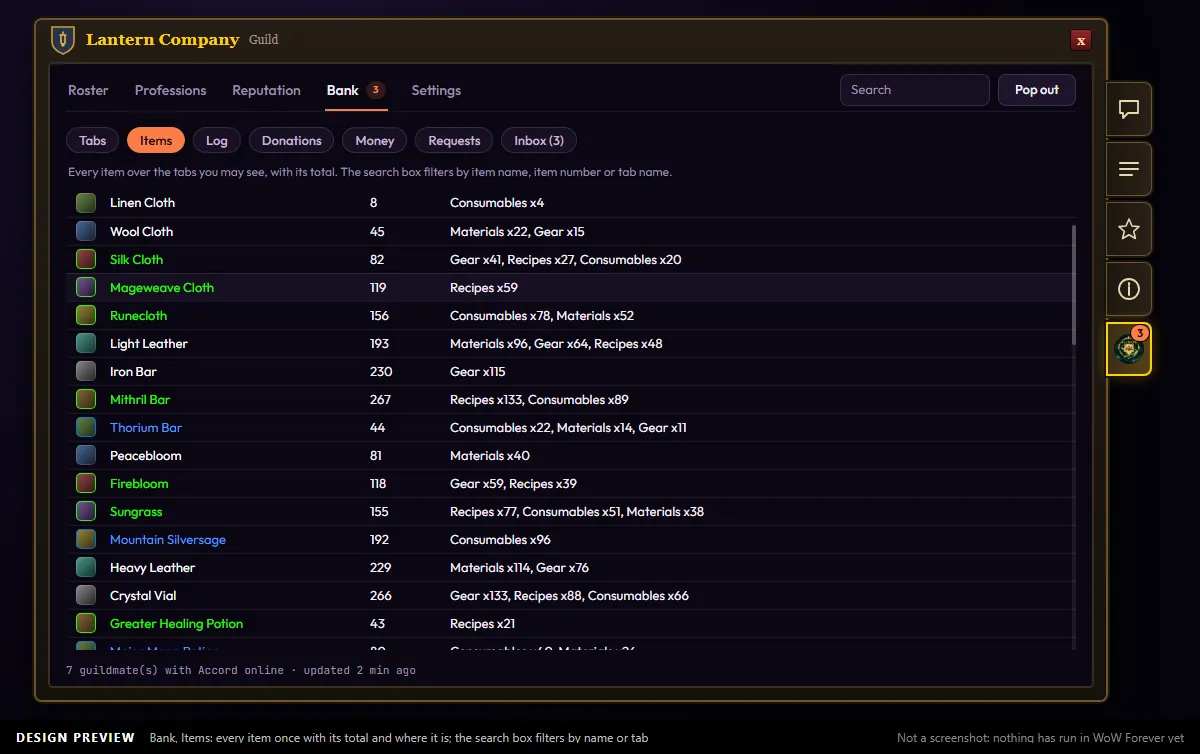 Lantern Company Guild
x
Roster Professions Reputation Bank 3 Settings Search Pop out
Tabs Items Log Donations Money Requests Inbox (3)
Every item over the tabs you may see, with its total. The search box filters by item name, item number or tab name.
Linen Cloth 8 Consumables x4
Wool Cloth 45 Materials x22, Gear x15
Silk Cloth 82 Gear x41, Recipes x27, Consumables x20
Mageweave Cloth 119 Recipes x59
Runecloth 156 Consumables x78, Materials x52
Light Leather 193 Materials x96, Gear x64, Recipes x48
Iron Bar 230 Gear x115
Mithril Bar 267 Recipes x133, Consumables x89
Thorium Bar 44 Consumables x22, Materials x14, Gear x11
Peacebloom 81 Materials x40
Firebloom 118 Gear x59, Recipes x39
Sungrass 155 Recipes x77, Consumables x51, Materials x38
Mountain Silversage 192 Consumables x96
Heavy Leather 229 Materials x114, Gear x76
Crystal Vial 266 Gear x133, Recipes x88, Consumables x66
Greater Healing Potion 43 Recipes x21
3
7 guildmate(s) with Accord online · updated 2 min ago
DESIGN PREVIEW Bank, Items: every item once with its total and where it is; the search box filters by name or tab Not a screenshot: nothing has run in WoW Forever yet